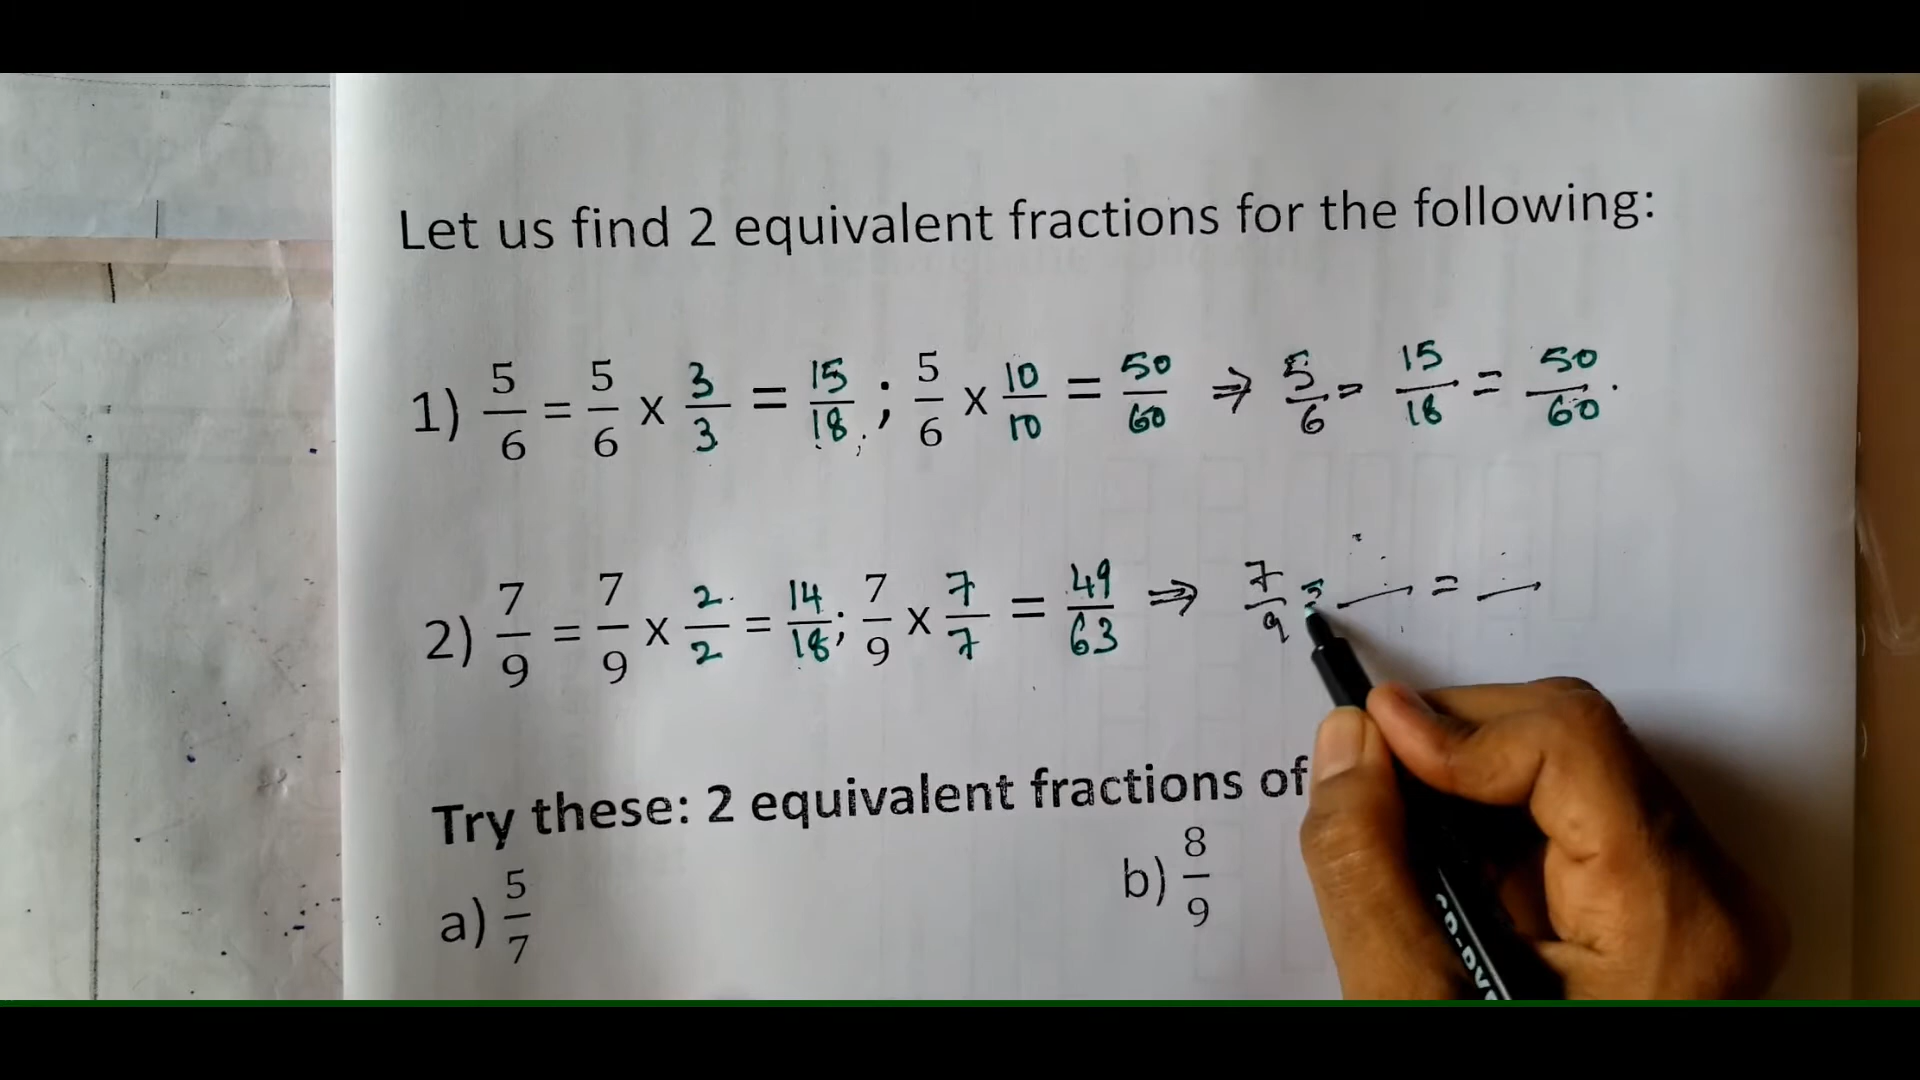 Let us find 2 equivalent fractions for the following:
1) 5/6 = 5/6 x 3/3 = 15/18 ; 5/6 x 10/10 = 50/60 ⇒ 5/6 = 15/18 = 50/60.
2) 7/9 = 7/9 x 2/2 = 14/18 ; 7/9 x 7/7 = 49/63 ⇒ 7/9 = — = —
Try these: 2 equivalent fractions of
a) 5/7 b) 8/9